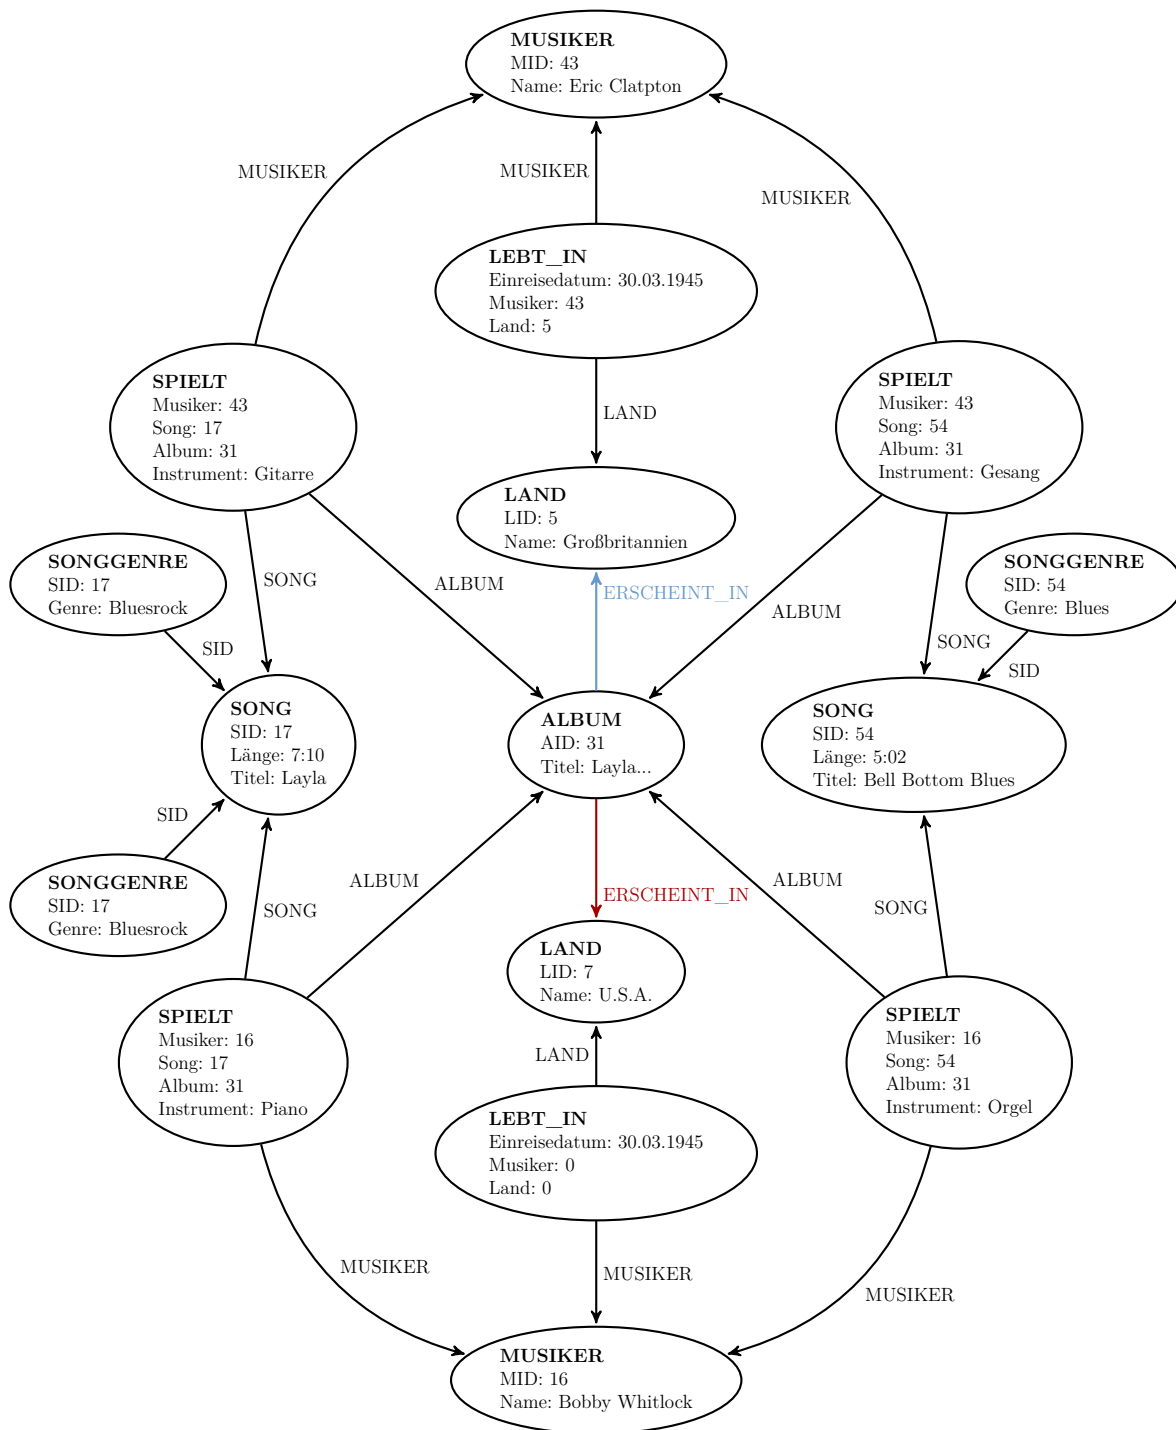 MUSIKER
MID: 43
Name: Eric Clatpton
MUSIKER
MUSIKER
MUSIKER
LEBT_IN
Einreisedatum: 30.03.1945
Musiker: 43
Land: 5
SPIELT
Musiker: 43
Song: 17
Album: 31
Instrument: Gitarre
LAND
SPIELT
Musiker: 43
Song: 54
Album: 31
Instrument: Gesang
LAND
LID: 5
Name: Großbritannien
SONGGENRE
SID: 17
Genre: Bluesrock
SONG
ALBUM
ERSCHEINT_IN
ALBUM
SONGGENRE
SID: 54
Genre: Blues
SID
SONG
SID
SONG
SID: 17
Länge: 7:10
Titel: Layla
ALBUM
AID: 31
Titel: Layla...
SONG
SID: 54
Länge: 5:02
Titel: Bell Bottom Blues
SID
SONGGENRE
SID: 17
Genre: Bluesrock
SONG
ALBUM
ERSCHEINT_IN
ALBUM
SONG
LAND
LID: 7
Name: U.S.A.
SPIELT
Musiker: 16
Song: 17
Album: 31
Instrument: Piano
LAND
SPIELT
Musiker: 16
Song: 54
Album: 31
Instrument: Orgel
LEBT_IN
Einreisedatum: 30.03.1945
Musiker: 0
Land: 0
MUSIKER
MUSIKER
MUSIKER
MUSIKER
MID: 16
Name: Bobby Whitlock